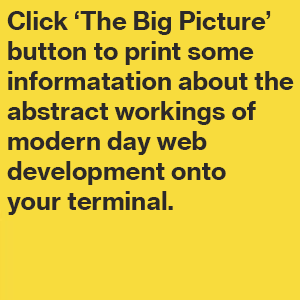 Click ‘The Big Picture’
button to print some
informatation about the
abstract workings of
modern day web
development onto
your terminal.